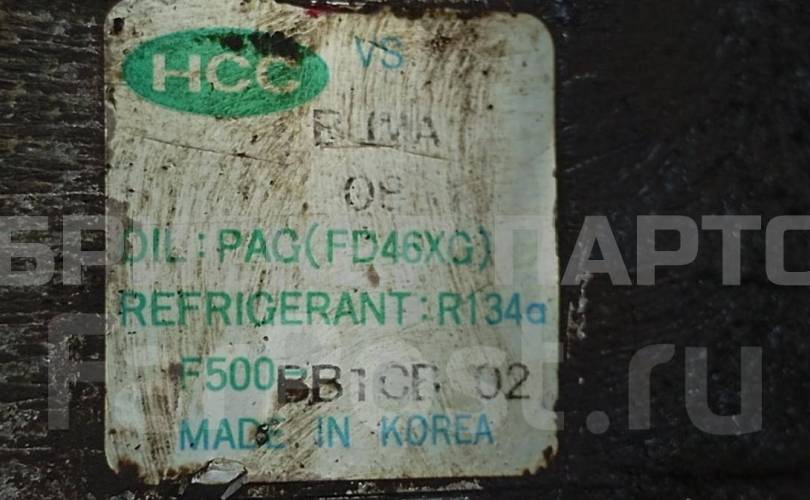 HCC VS
OIL: PAG(FD46XG)
REFRIGERANT: R134a
F500-BB1CB 02
MADE IN KOREA